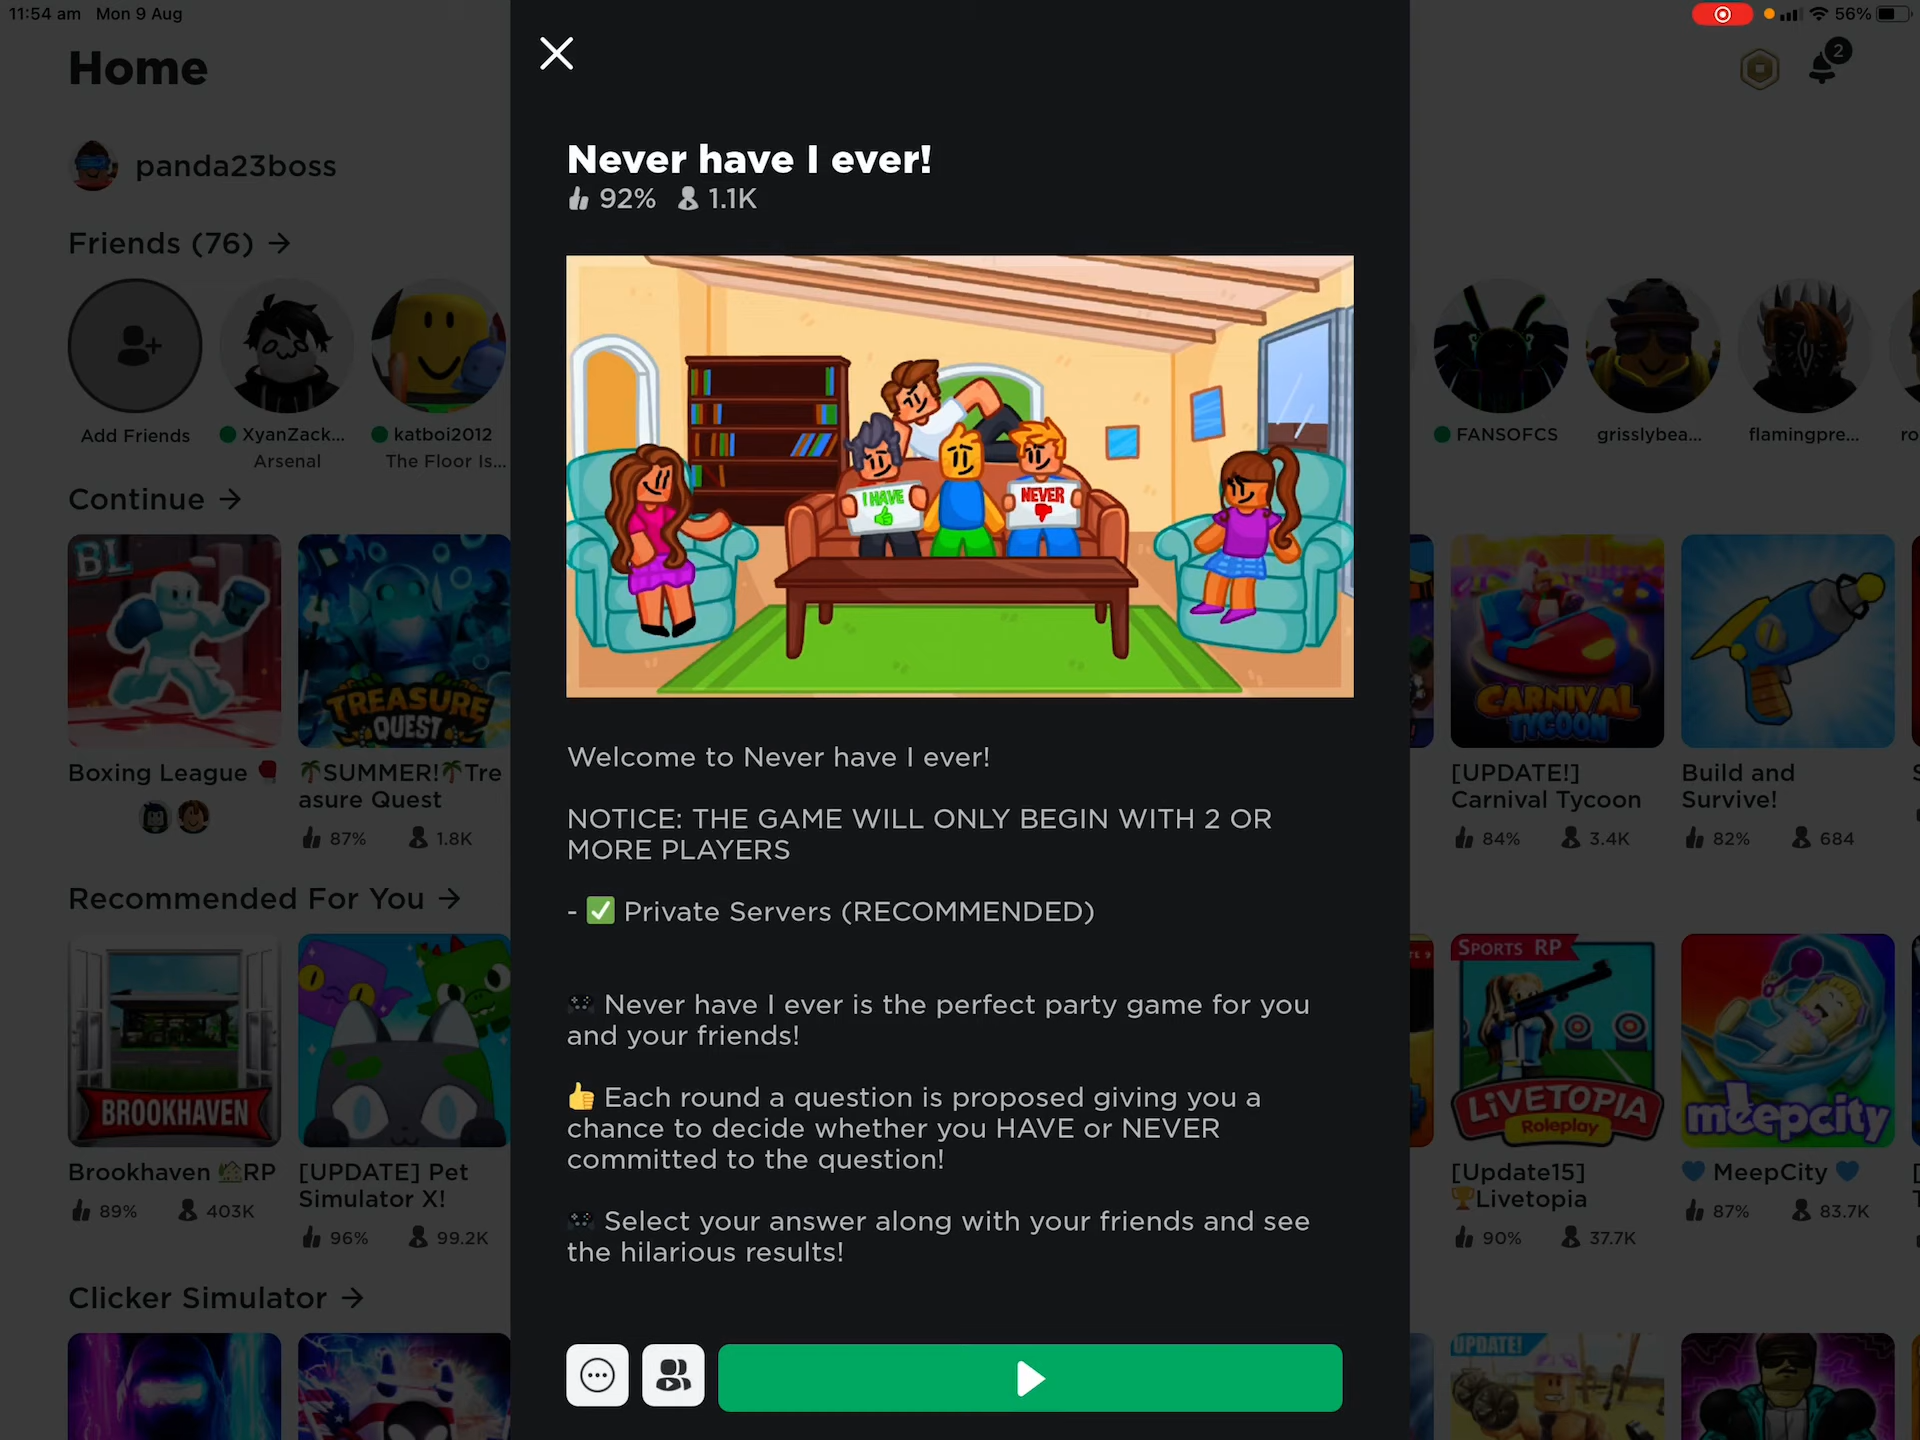 11:54 am Mon 9 Aug
56%
Home
2
panda23boss
Friends (76) →
Add Friends
XyanZack...
Arsenal
katboi2012
The Floor Is...
FANSOFCS
grisslybea...
flamingpre...
ro
Continue →
BL
TREASURE
QUEST
CARNIVAL
TYCOON
Boxing League 🥊
🌴SUMMER!🌴Tre
asure Quest
87% 1.8K
[UPDATE!]
Carnival Tycoon
84% 3.4K
Build and
Survive!
82% 684
Recommended For You →
BROOKHAVEN
SPORTS RP
LIVETOPIA
Roleplay
meepcity
Brookhaven 🏡RP
89% 403K
[UPDATE] Pet
Simulator X!
96% 99.2K
[Update15]
🏆Livetopia
90% 37.7K
💙 MeepCity 💙
87% 83.7K
Clicker Simulator →
UPDATE!
Never have I ever!
92% 1.1K
I HAVE
NEVER
Welcome to Never have I ever!
NOTICE: THE GAME WILL ONLY BEGIN WITH 2 OR
MORE PLAYERS
- ✅ Private Servers (RECOMMENDED)
🎮 Never have I ever is the perfect party game for you
and your friends!
👍 Each round a question is proposed giving you a
chance to decide whether you HAVE or NEVER
committed to the question!
🎮 Select your answer along with your friends and see
the hilarious results!